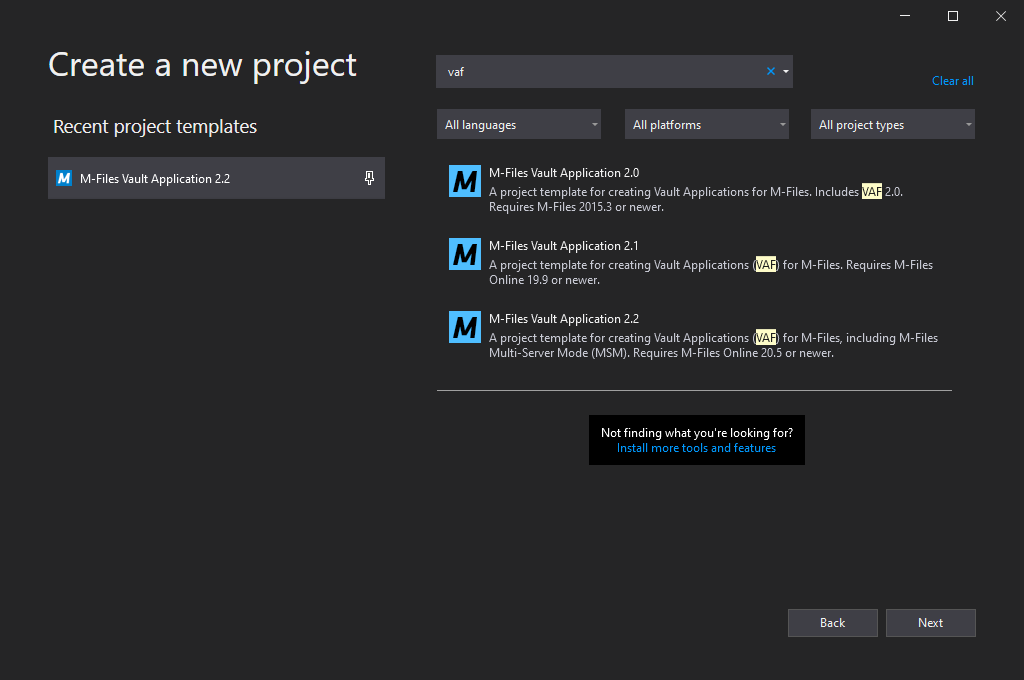 Create a new project
Recent project templates
M M-Files Vault Application 2.2
vaf
Clear all
All languages
All platforms
All project types
M M-Files Vault Application 2.0
A project template for creating Vault Applications for M-Files. Includes VAF 2.0.
Requires M-Files 2015.3 or newer.
M M-Files Vault Application 2.1
A project template for creating Vault Applications (VAF) for M-Files. Requires M-Files
Online 19.9 or newer.
M M-Files Vault Application 2.2
A project template for creating Vault Applications (VAF) for M-Files, including M-Files
Multi-Server Mode (MSM). Requires M-Files Online 20.5 or newer.
Not finding what you're looking for?
Install more tools and features
Back
Next